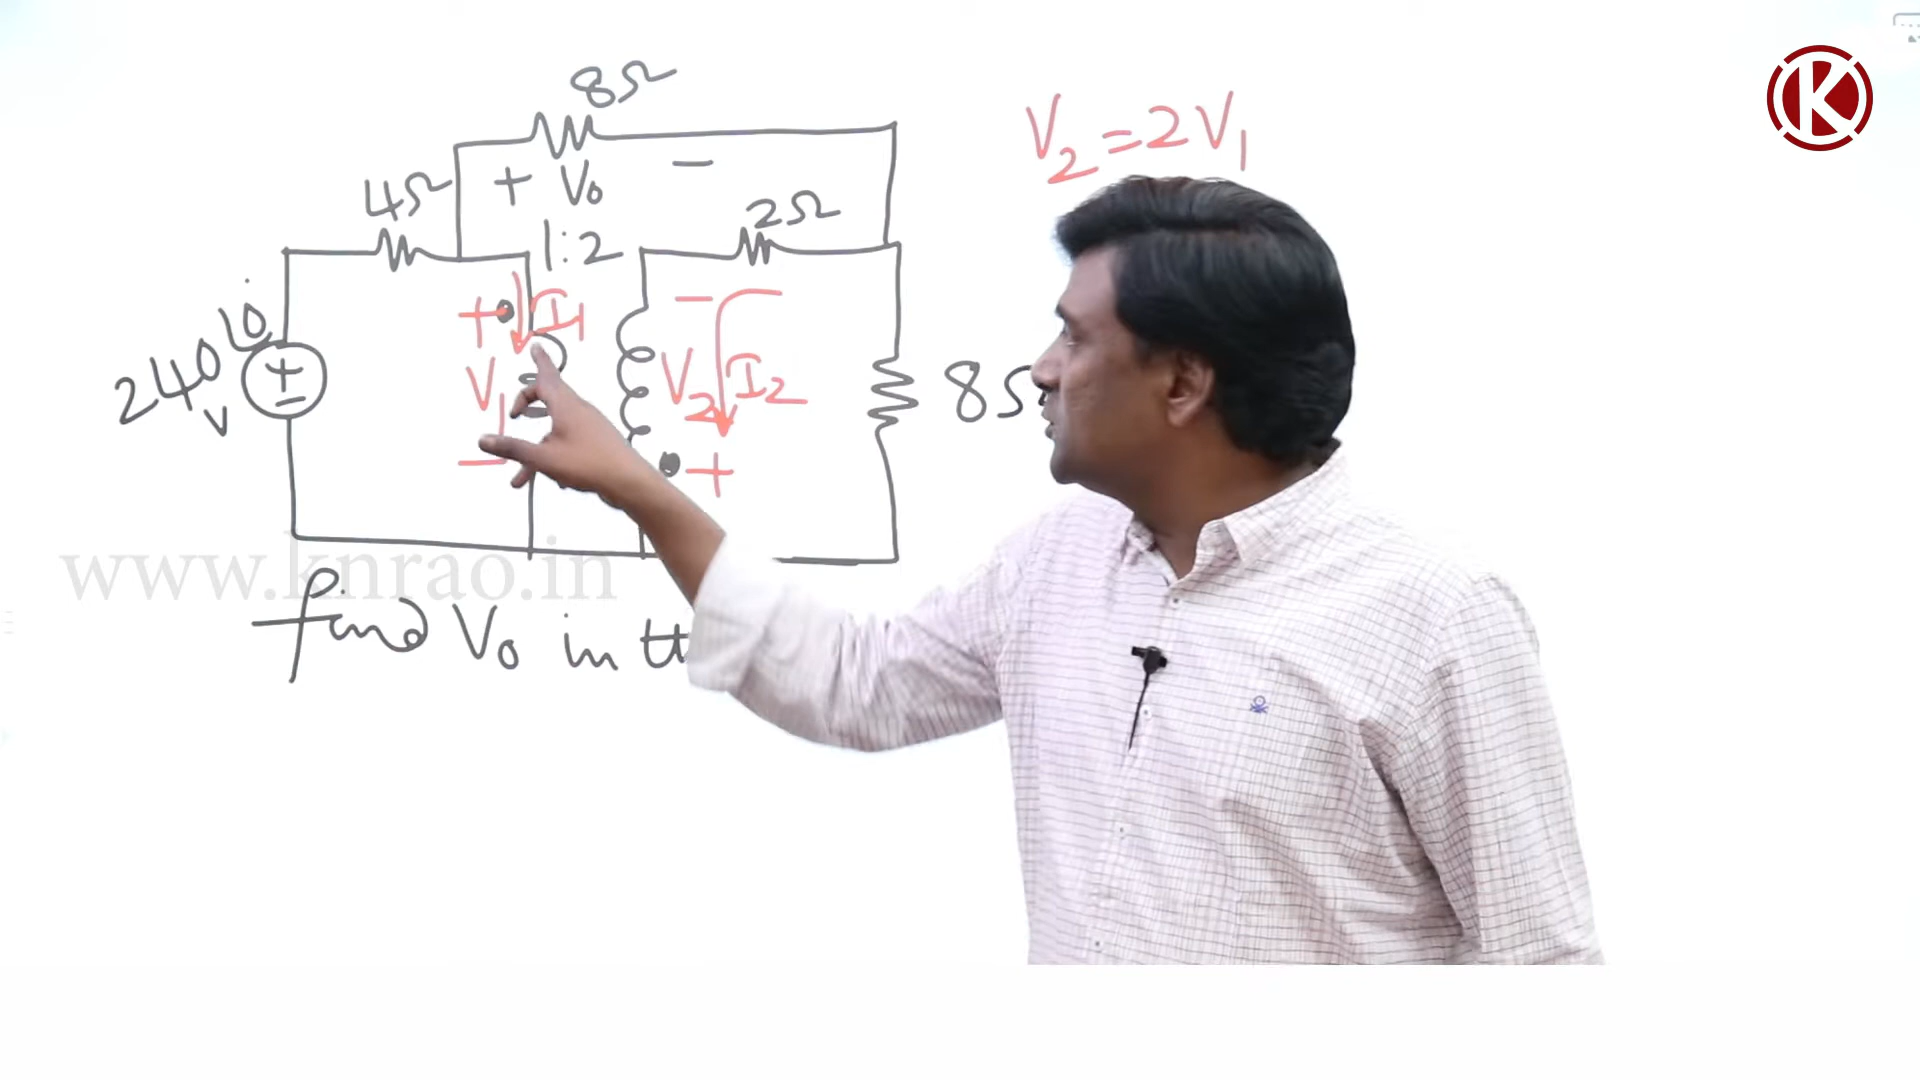 8Ω
V₂ = 2V₁
4Ω
+ V₀ −
2Ω
1:2
240∠0°
V
+
I₁
−
V₁
V₂
I₂
8Ω
−
+
www.knrao.in
find V₀ in
K